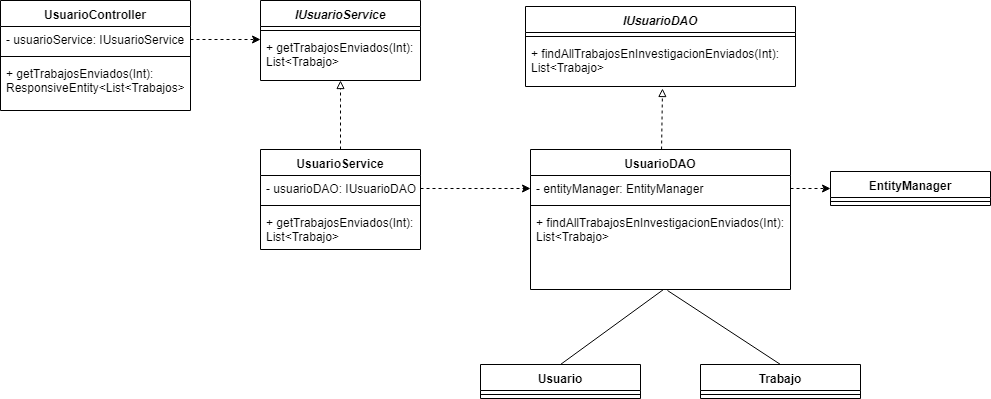 UsuarioController
- usuarioService: IUsuarioService
+ getTrabajosEnviados(Int):
ResponsiveEntity<List<Trabajos>
IUsuarioService
+ getTrabajosEnviados(Int):
List<Trabajo>
IUsuarioDAO
+ findAllTrabajosEnInvestigacionEnviados(Int):
List<Trabajo>
UsuarioService
- usuarioDAO: IUsuarioDAO
+ getTrabajosEnviados(Int):
List<Trabajo>
UsuarioDAO
- entityManager: EntityManager
+ findAllTrabajosEnInvestigacionEnviados(Int):
List<Trabajo>
EntityManager
Usuario
Trabajo